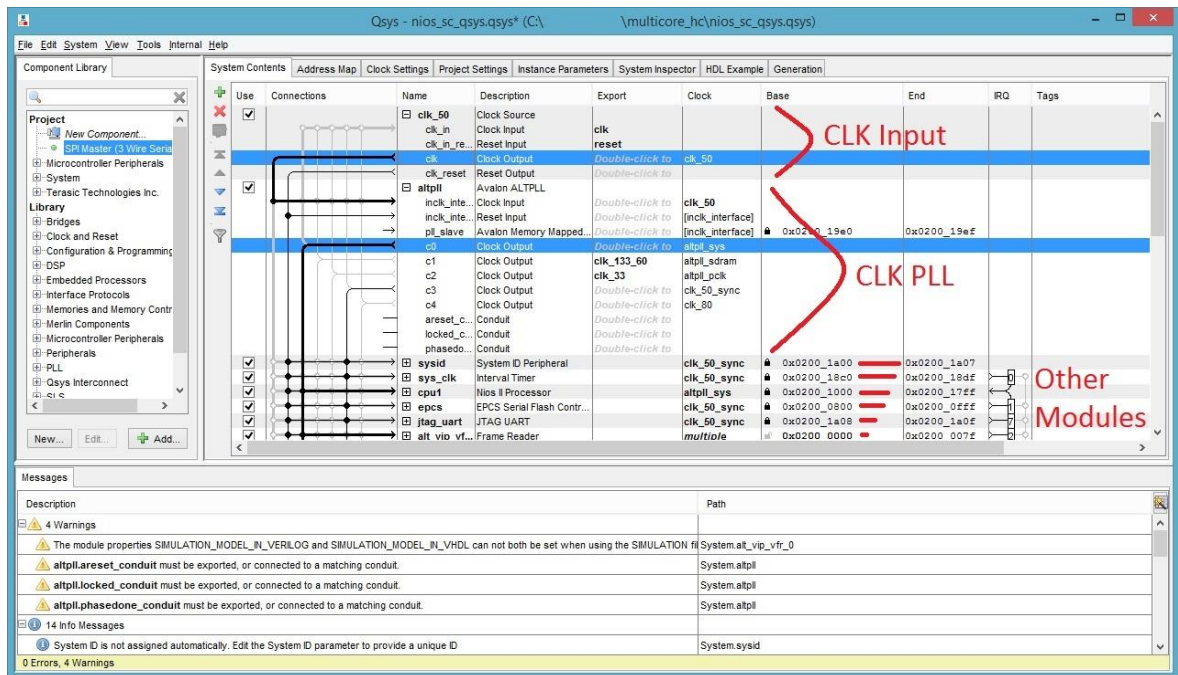 Qsys - nios_sc_qsys.qsys* (C:\ \multicore_hc\nios_sc_qsys.qsys)
File Edit System View Tools Internal Help
Component Library
Project
New Component...
SPI Master (3 Wire Seria
Microcontroller Peripherals
System
Terasic Technologies Inc.
Library
Bridges
Clock and Reset
Configuration & Programming
DSP
Embedded Processors
Interface Protocols
Memories and Memory Contr
Merlin Components
Microcontroller Peripherals
Peripherals
PLL
Qsys Interconnect
SLS
New... Edit... Add...
System Contents Address Map Clock Settings Project Settings Instance Parameters System Inspector HDL Example Generation
Use Connections Name Description Export Clock Base End IRQ Tags
clk_50 Clock Source
clk_in Clock Input clk
clk_in_re... Reset Input reset
clk Clock Output Double-click to clk_50
clk_reset Reset Output Double-click to
altpll Avalon ALTPLL
inclk_inte... Clock Input Double-click to clk_50
inclk_inte... Reset Input Double-click to [inclk_interface]
pll_slave Avalon Memory Mapped... Double-click to [inclk_interface] 0x0200_19e0 0x0200_19ef
c0 Clock Output Double-click to altpll_sys
c1 Clock Output clk_133_60 altpll_sdram
c2 Clock Output clk_33 altpll_pclk
c3 Clock Output Double-click to clk_50_sync
c4 Clock Output Double-click to clk_80
areset_c... Conduit Double-click to
locked_c... Conduit Double-click to
phasedo... Conduit Double-click to
sysid System ID Peripheral clk_50_sync 0x0200_1a00 0x0200_1a07
sys_clk Interval Timer clk_50_sync 0x0200_18c0 0x0200_18df 0
cpu1 Nios II Processor altpll_sys 0x0200_1000 0x0200_17ff
epcs EPCS Serial Flash Contr... clk_50_sync 0x0200_0800 0x0200_0fff 1
jtag_uart JTAG UART clk_50_sync 0x0200_1a08 0x0200_1a0f 7
alt_vip_vf... Frame Reader multiple 0x0200_0000 0x0200_007f 2
CLK Input
CLK PLL
Other
Modules
Messages
Description Path
4 Warnings
The module properties SIMULATION_MODEL_IN_VERILOG and SIMULATION_MODEL_IN_VHDL can not both be set when using the SIMULATION fil System.alt_vip_vfr_0
altpll.areset_conduit must be exported, or connected to a matching conduit. System.altpll
altpll.locked_conduit must be exported, or connected to a matching conduit. System.altpll
altpll.phasedone_conduit must be exported, or connected to a matching conduit. System.altpll
14 Info Messages
System ID is not assigned automatically. Edit the System ID parameter to provide a unique ID System.sysid
0 Errors, 4 Warnings